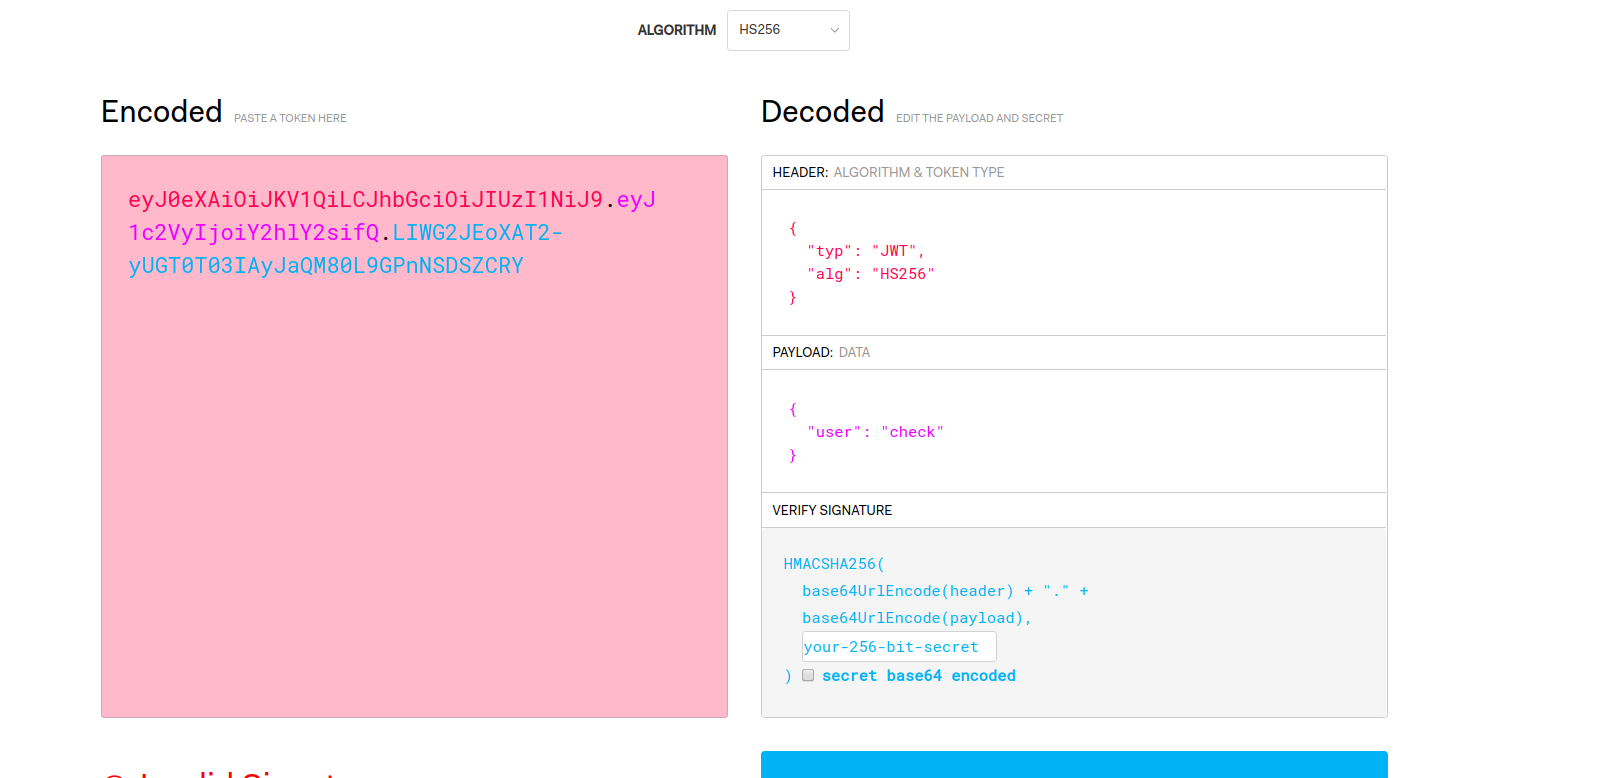 ALGORITHM HS256
Encoded PASTE A TOKEN HERE
eyJ0eXAiOiJKV1QiLCJhbGciOiJIUzI1NiJ9.eyJ
1c2VyIjoiY2hlY2sifQ.LIWG2JEoXAT2-
yUGT0T03IAyJaQM80L9GPnNSDSZCRY
Decoded EDIT THE PAYLOAD AND SECRET
HEADER: ALGORITHM & TOKEN TYPE
{
"typ": "JWT",
"alg": "HS256"
}
PAYLOAD: DATA
{
"user": "check"
}
VERIFY SIGNATURE
HMACSHA256(
base64UrlEncode(header) + "." +
base64UrlEncode(payload),
your-256-bit-secret
) secret base64 encoded